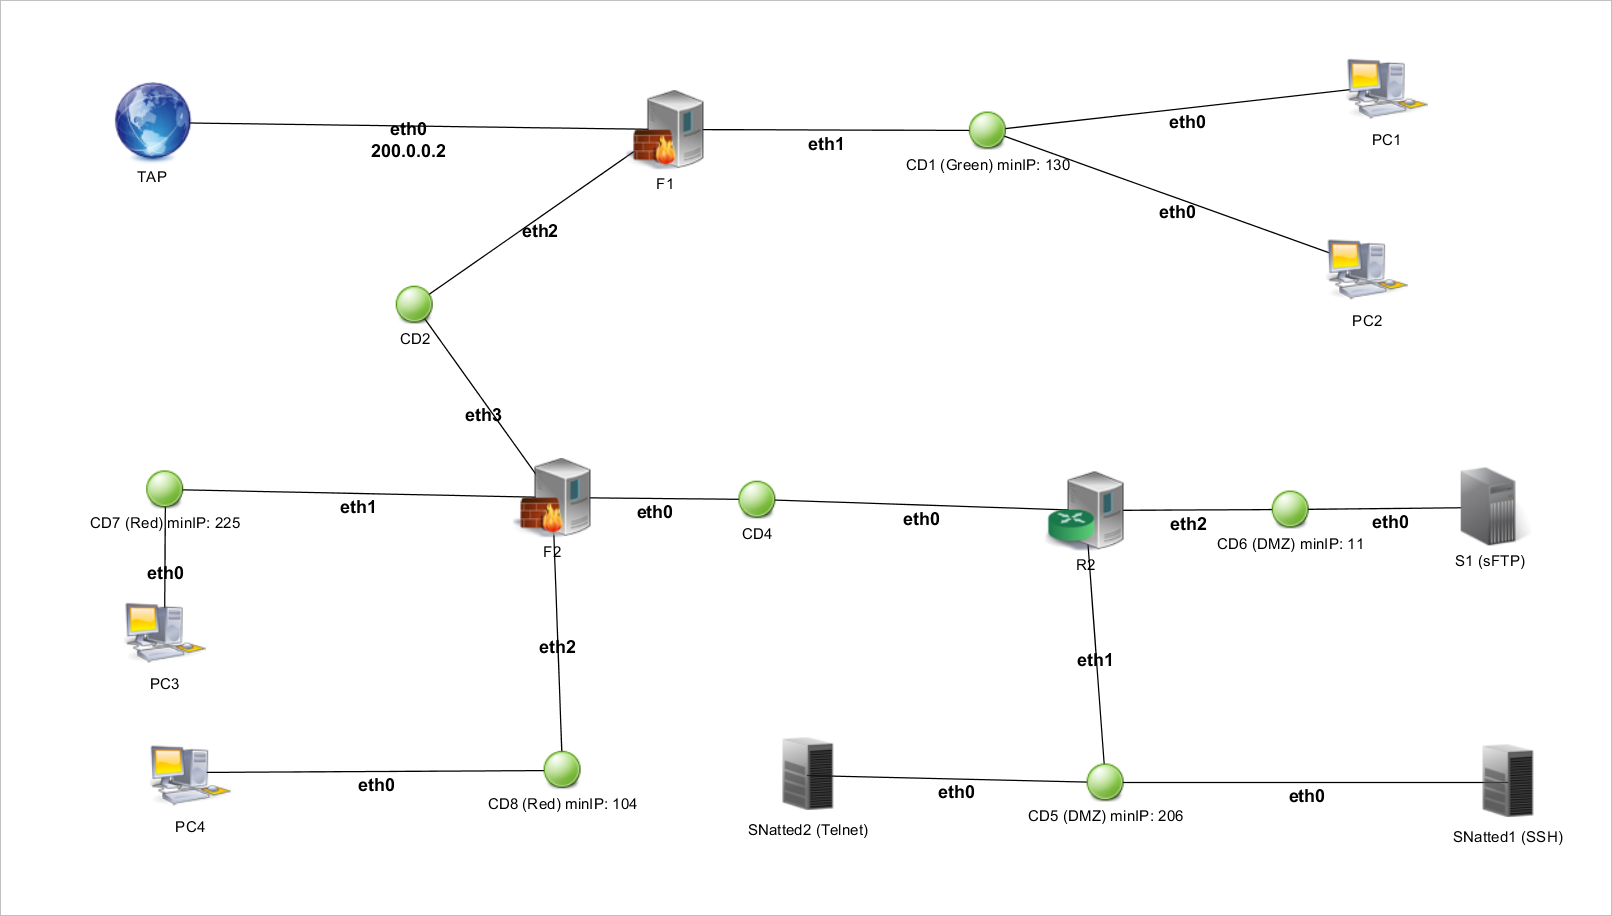 eth0
200.0.0.2
TAP
F1
eth1
CD1 (Green) minIP: 130
eth0
PC1
eth0
PC2
eth2
CD2
eth3
CD7 (Red) minIP: 225
eth1
F2
eth0
CD4
eth0
R2
eth2
CD6 (DMZ) minIP: 11
eth0
S1 (sFTP)
eth0
PC3
eth2
eth1
PC4
eth0
CD8 (Red) minIP: 104
SNatted2 (Telnet)
eth0
CD5 (DMZ) minIP: 206
eth0
SNatted1 (SSH)